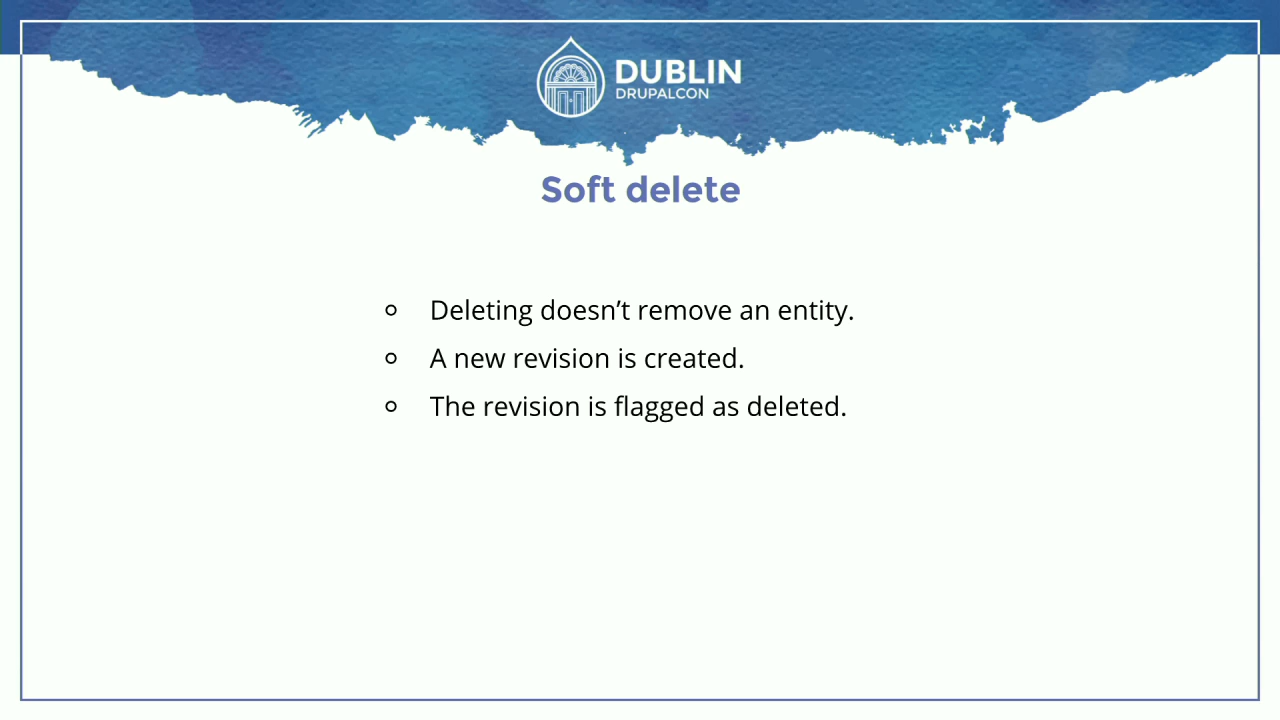 DUBLIN
DRUPALCON
Soft delete
Deleting doesn’t remove an entity.
A new revision is created.
The revision is flagged as deleted.